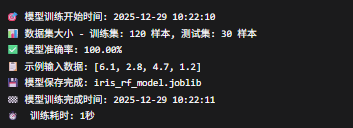 🎯 模型训练开始时间: 2025-12-29 10:22:10
📊 数据集大小 - 训练集: 120 样本, 测试集: 30 样本
✅ 模型准确率: 100.00%
📋 示例输入数据: [6.1, 2.8, 4.7, 1.2]
💾 模型保存完成: iris_rf_model.joblib
🏁 模型训练完成时间: 2025-12-29 10:22:11
⏱ 训练耗时: 1秒